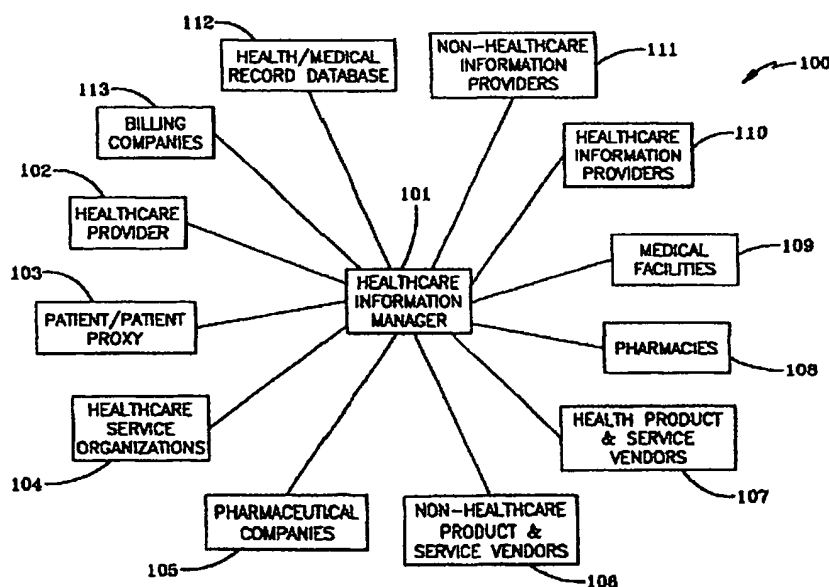 112
HEALTH/MEDICAL
RECORD DATABASE
NON-HEALTHCARE
INFORMATION
PROVIDERS
111
100
113
BILLING
COMPANIES
HEALTHCARE
INFORMATION
PROVIDERS
110
102
HEALTHCARE
PROVIDER
101
HEALTHCARE
INFORMATION
MANAGER
MEDICAL
FACILITIES
109
103
PATIENT/PATIENT
PROXY
PHARMACIES
108
HEALTHCARE
SERVICE
ORGANIZATIONS
104
HEALTH PRODUCT
& SERVICE
VENDORS
107
PHARMACEUTICAL
COMPANIES
105
NON-HEALTHCARE
PRODUCT &
SERVICE VENDORS
106